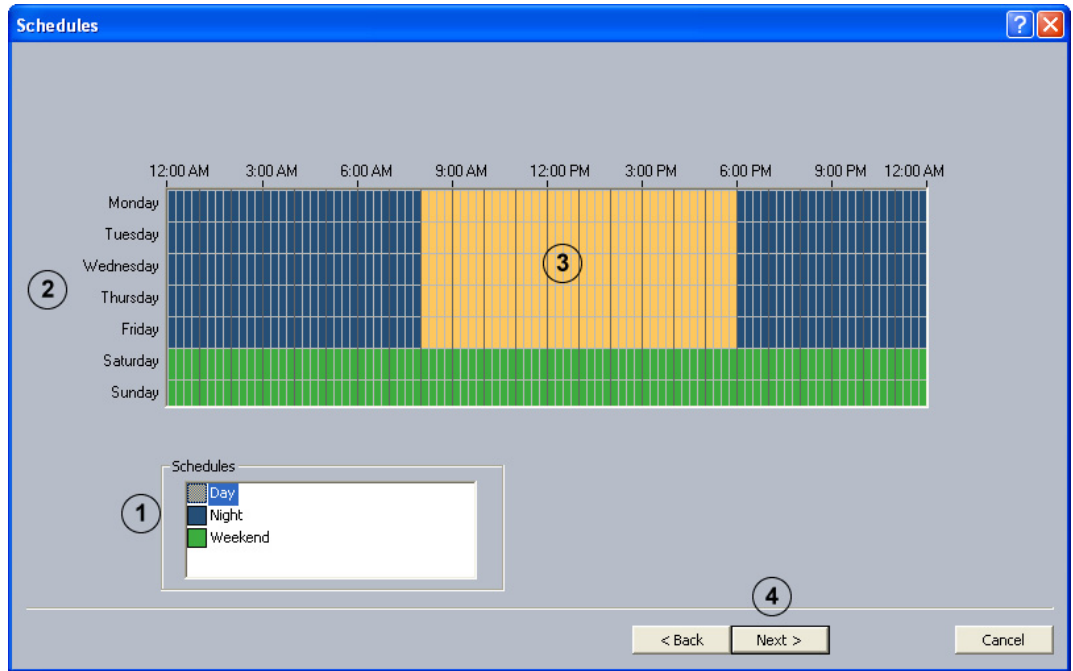 Schedules
?
12:00 AM 3:00 AM 6:00 AM 9:00 AM 12:00 PM 3:00 PM 6:00 PM 9:00 PM 12:00 AM
Monday
Tuesday
Wednesday
Thursday
Friday
Saturday
Sunday
2
3
Schedules
1
Day
Night
Weekend
4
< Back Next > Cancel